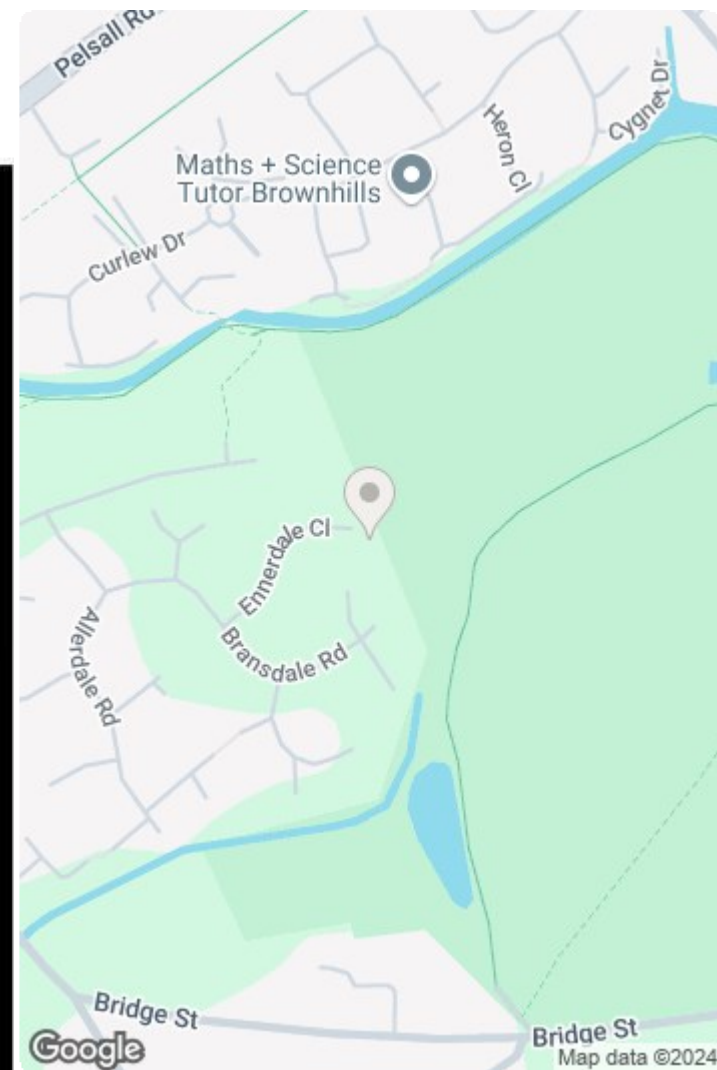 Pelsall Rd
Maths + Science
Tutor Brownhills
Heron Cl
Cygnet Dr
Curlew Dr
Ennerdale Cl
Bransdale Rd
Allerdale Rd
Bridge St
Bridge St
Google
Map data ©2024